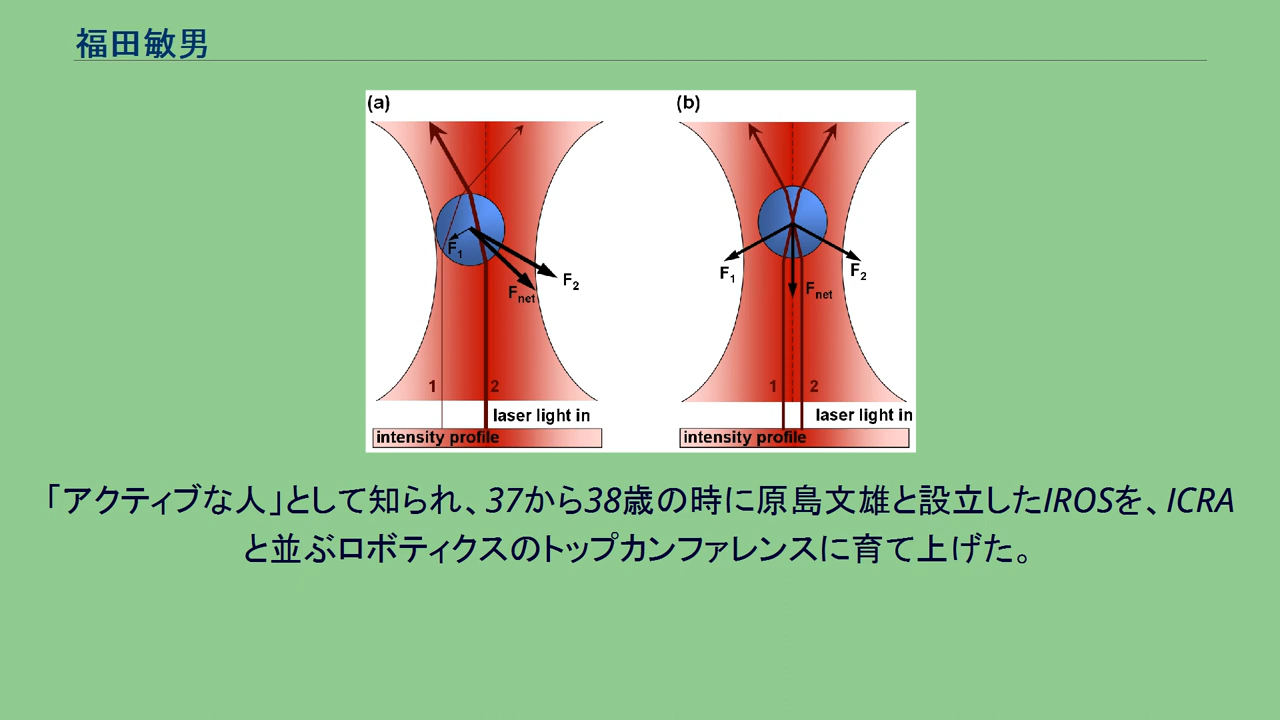 福田敏男
(a)
(b)
F1
F2
Fnet
F1
F2
Fnet
1
2
1
2
laser light in
laser light in
intensity profile
intensity profile
「アクティブな人」として知られ、37から38歳の時に原島文雄と設立したIROSを、ICRA
と並ぶロボティクスのトップカンファレンスに育て上げた。